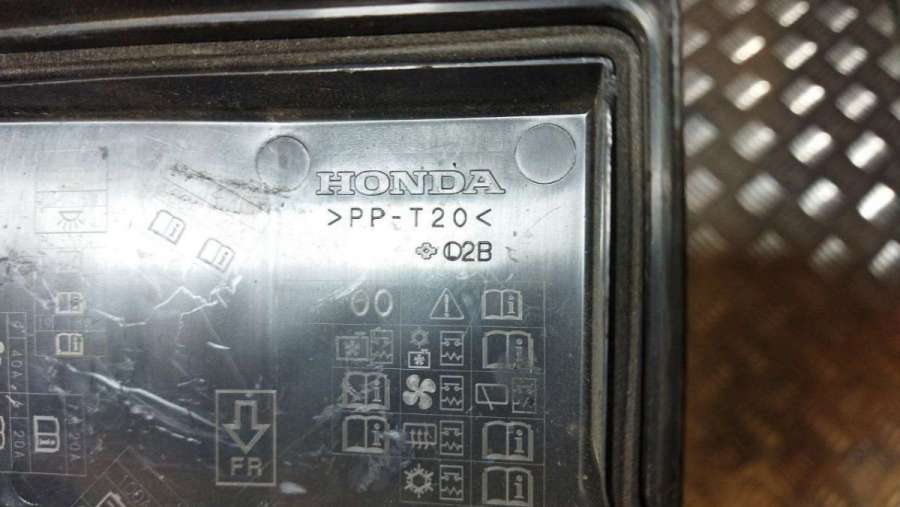 HONDA
>PP-T20<
02B
40A
20A
20A
FR